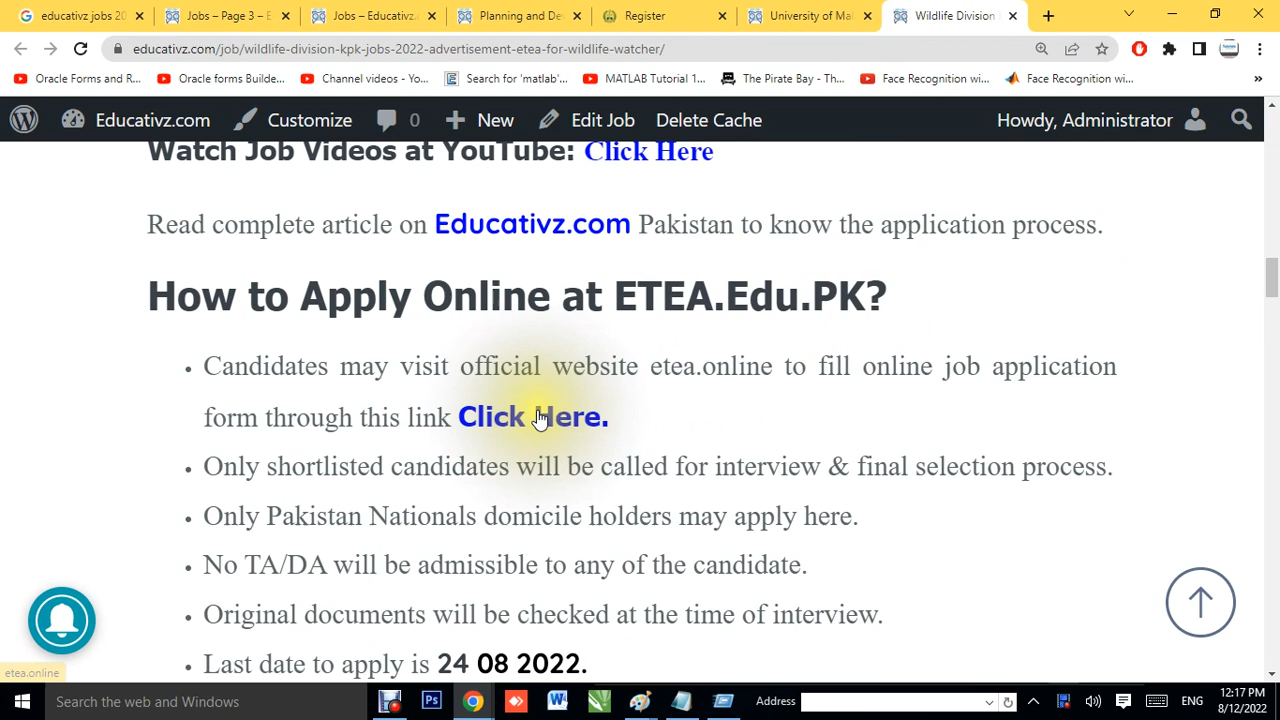 educativz jobs 20
Jobs – Page 3 – E
Jobs – Educativz.
Planning and De
Register
University of Ma
Wildlife Division
educativz.com/job/wildlife-division-kpk-jobs-2022-advertisement-etea-for-wildlife-watcher/
Oracle Forms and R...
Oracle forms Builde...
Channel videos - Yo...
Search for 'matlab'...
MATLAB Tutorial 1...
The Pirate Bay - Th...
Face Recognition wi...
Face Recognition wi...
»
Educativz.com
Customize
0
New
Edit Job
Delete Cache
Howdy, Administrator
Watch Job Videos at YouTube: Click Here
Read complete article on Educativz.com Pakistan to know the application process.
How to Apply Online at ETEA.Edu.PK?
• Candidates may visit official website etea.online to fill online job application
form through this link Click Here.
• Only shortlisted candidates will be called for interview & final selection process.
• Only Pakistan Nationals domicile holders may apply here.
• No TA/DA will be admissible to any of the candidate.
• Original documents will be checked at the time of interview.
• Last date to apply is 24 08 2022.
etea.online
Search the web and Windows
Ps
W
Address
ENG
12:17 PM
8/12/2022